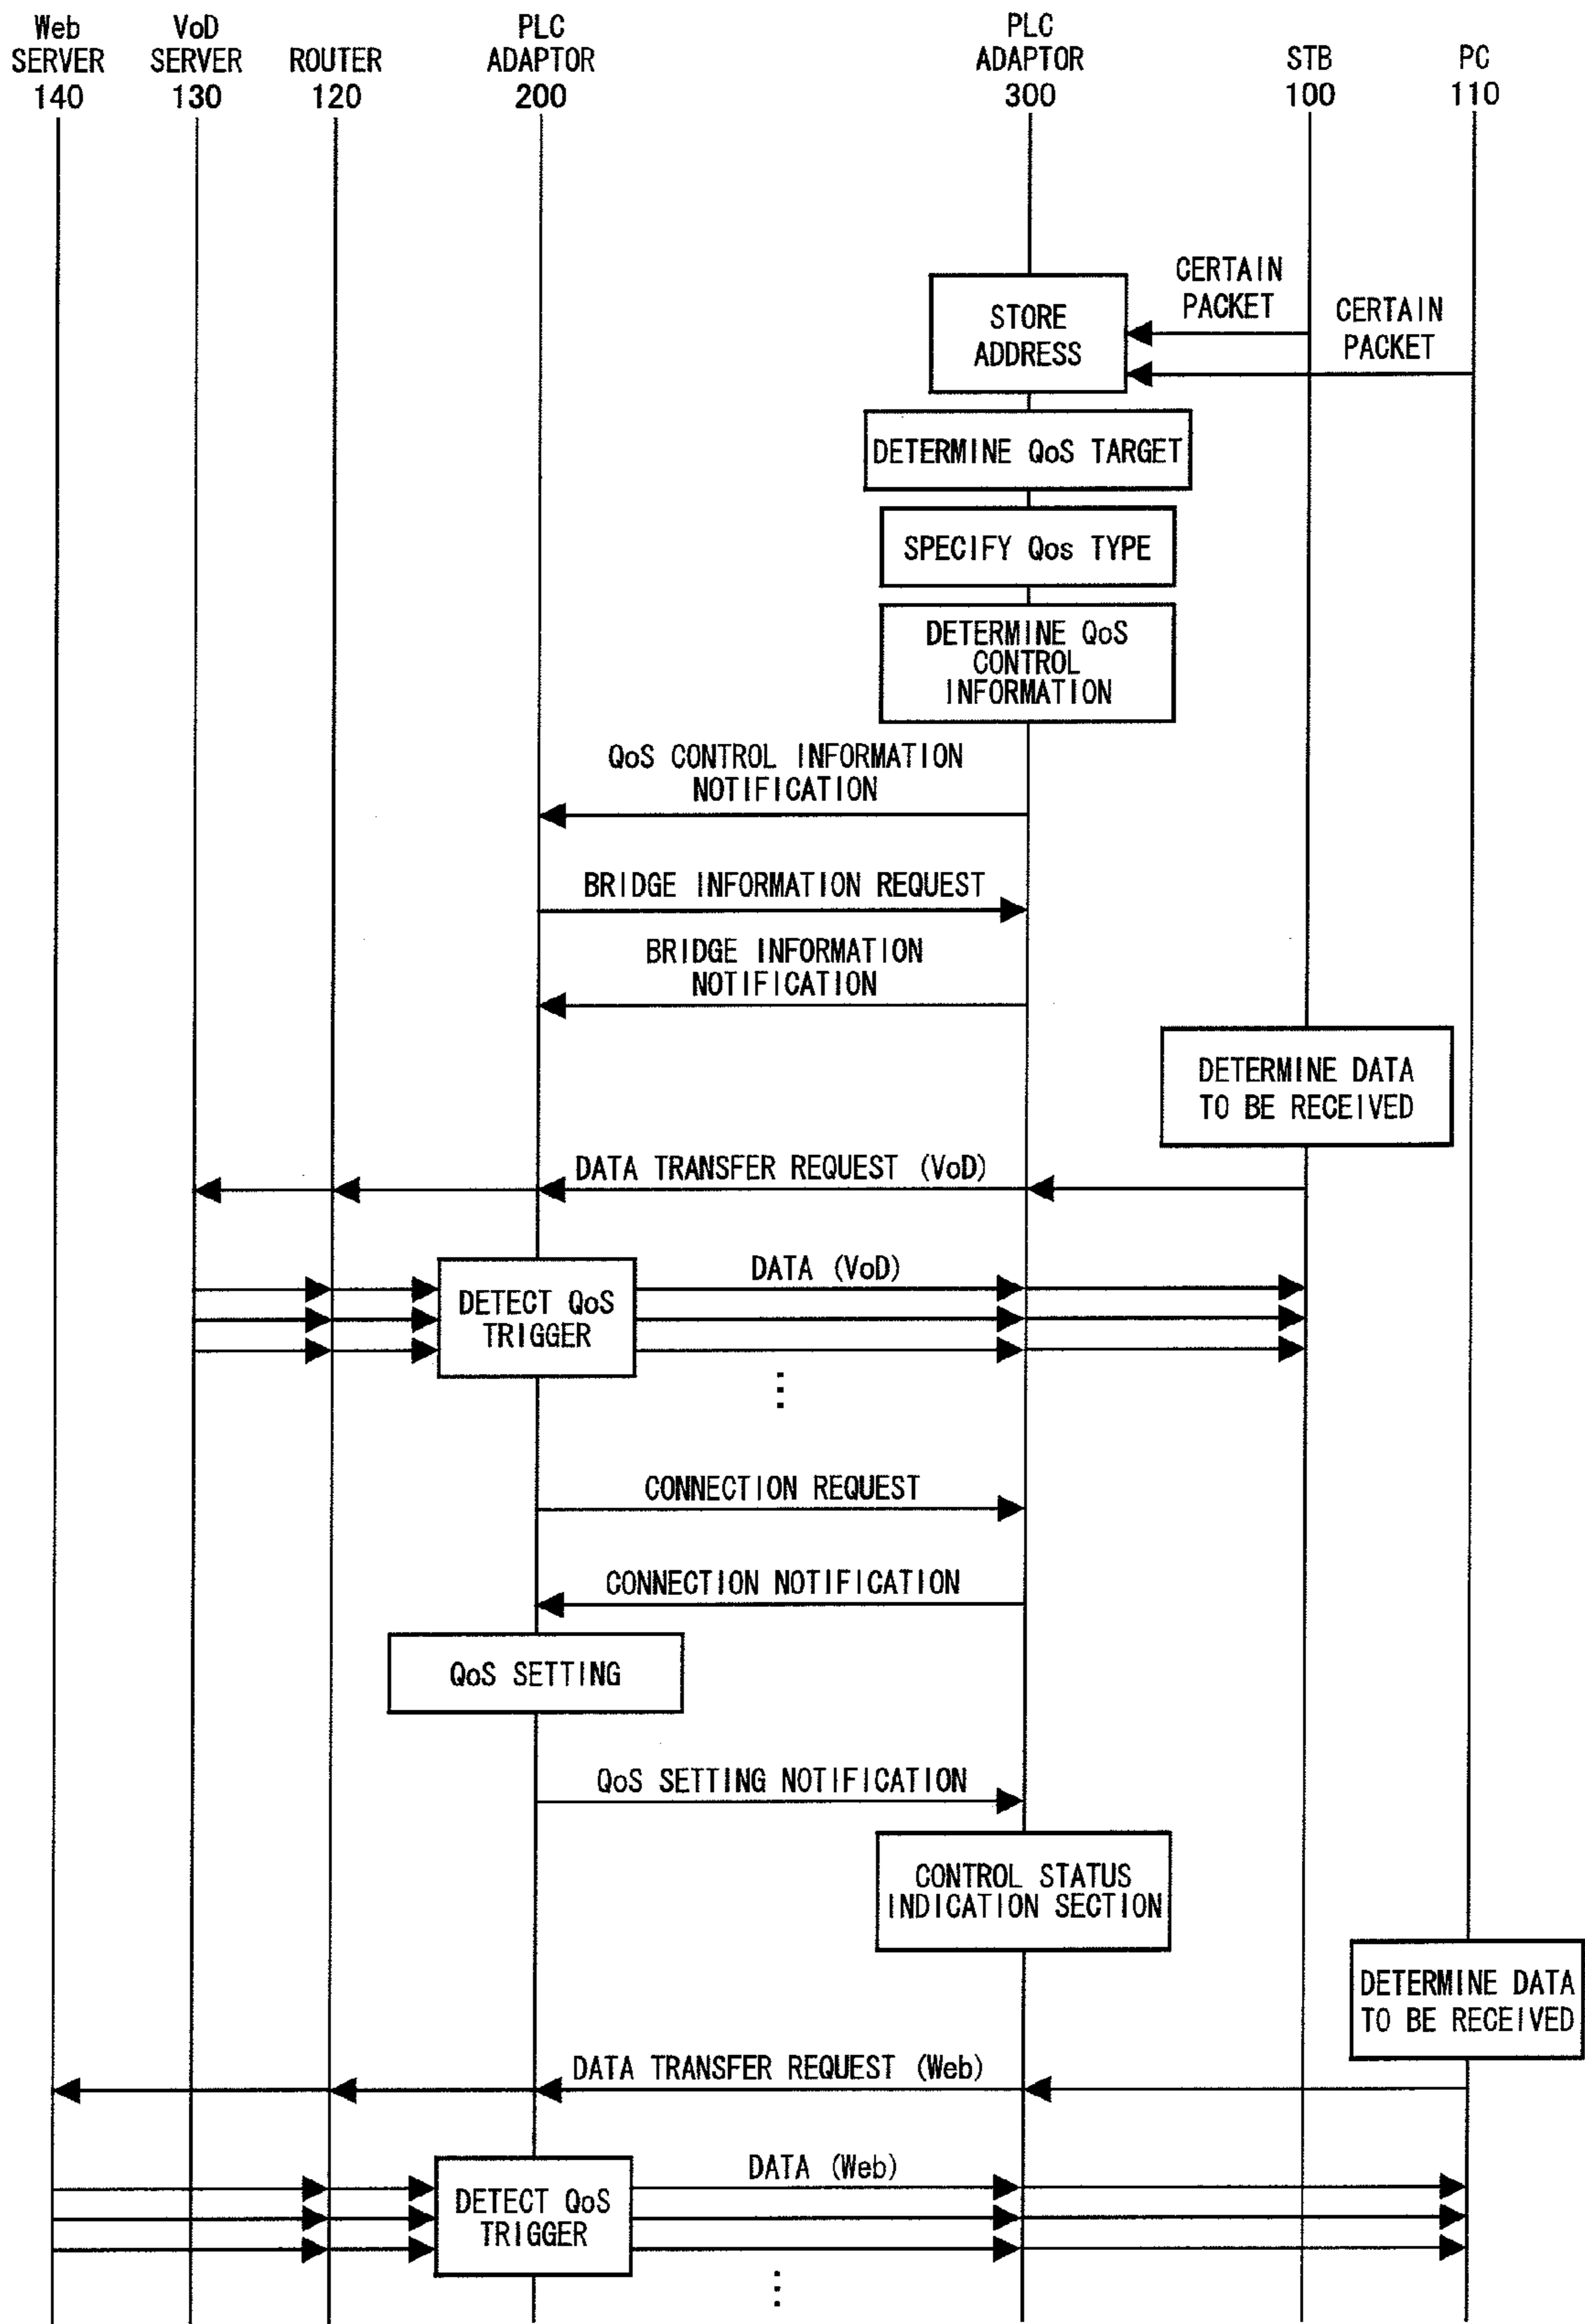 Web
SERVER
140
VoD
SERVER
130
ROUTER
120
PLC
ADAPTOR
200
PLC
ADAPTOR
300
STB
100
PC
110
CERTAIN
PACKET
CERTAIN
PACKET
STORE
ADDRESS
DETERMINE QoS TARGET
SPECIFY Qos TYPE
DETERMINE QoS
CONTROL
INFORMATION
QoS CONTROL INFORMATION
NOTIFICATION
BRIDGE INFORMATION REQUEST
BRIDGE INFORMATION
NOTIFICATION
DETERMINE DATA
TO BE RECEIVED
DATA TRANSFER REQUEST (VoD)
DATA (VoD)
DETECT QoS
TRIGGER
CONNECTION REQUEST
CONNECTION NOTIFICATION
QoS SETTING
QoS SETTING NOTIFICATION
CONTROL STATUS
INDICATION SECTION
DETERMINE DATA
TO BE RECEIVED
DATA TRANSFER REQUEST (Web)
DATA (Web)
DETECT QoS
TRIGGER